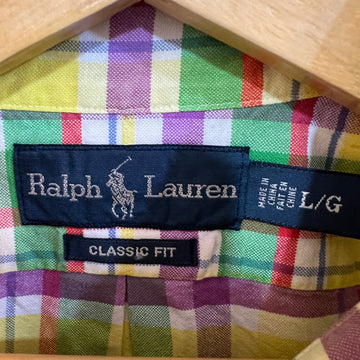 Ralph Lauren
MADE IN
CHINA
FAIT EN
CHINE
L/G
CLASSIC FIT